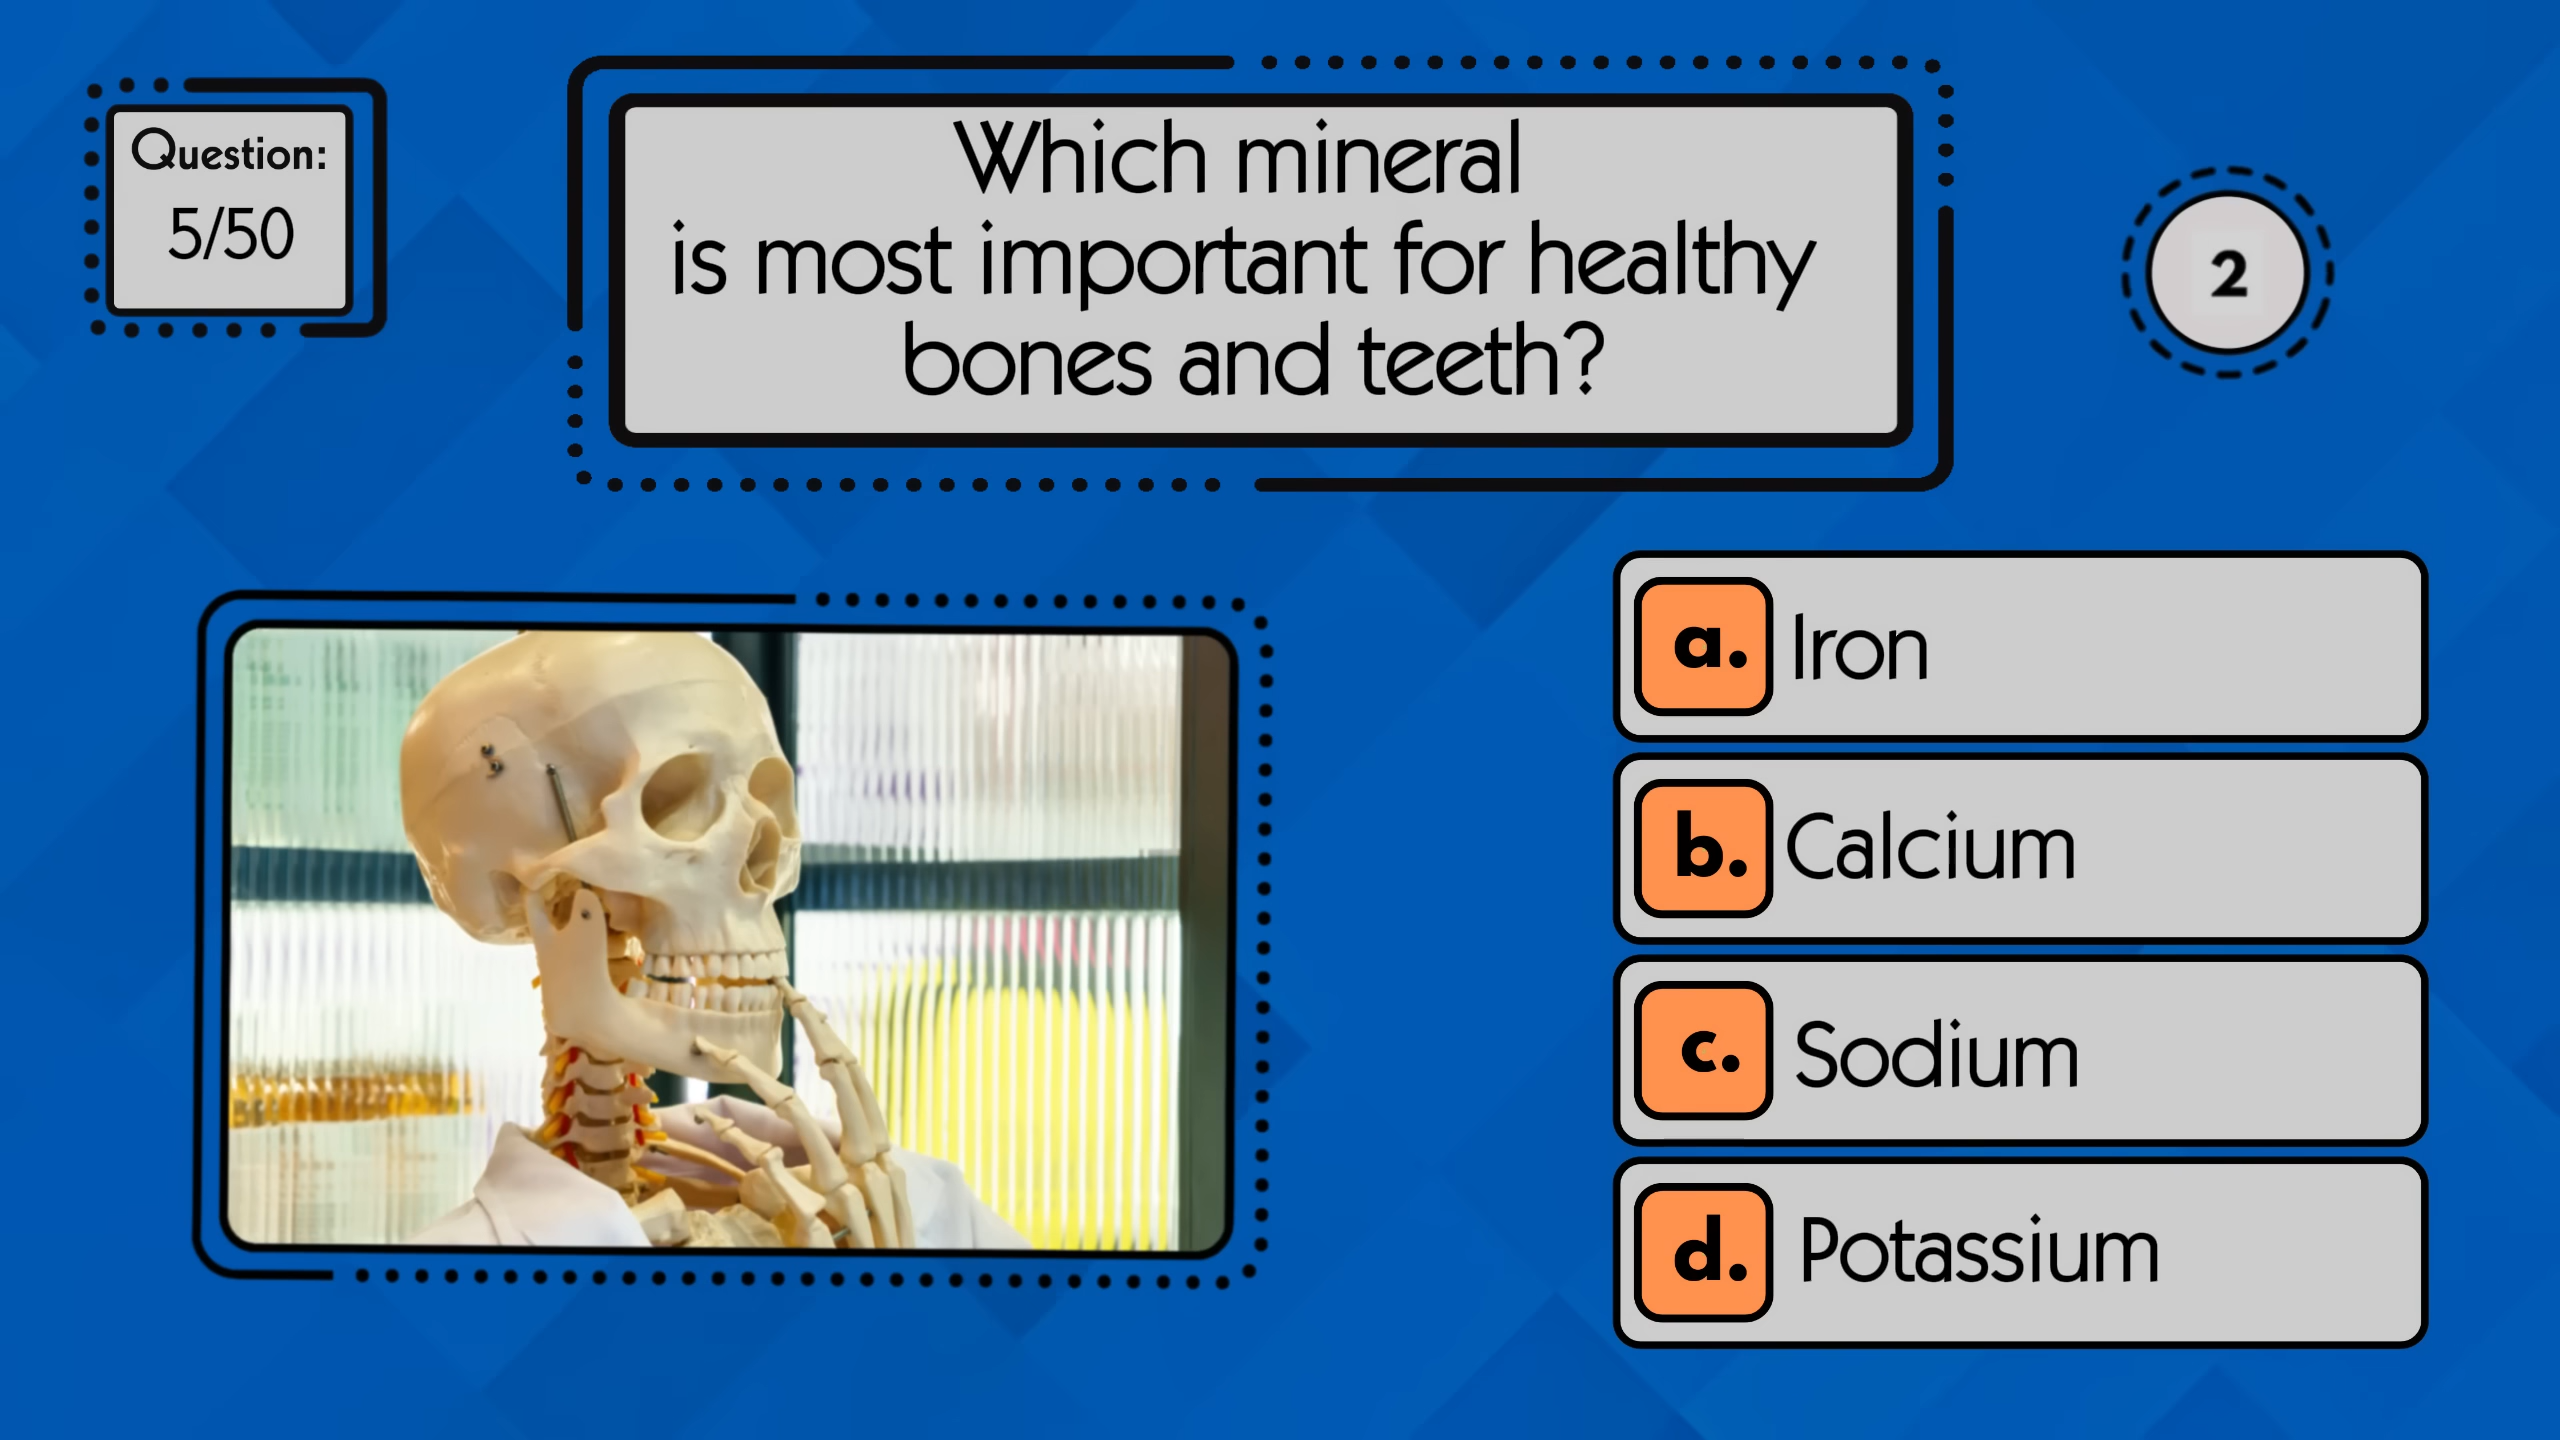 Question:
5/50
Which mineral
is most important for healthy
bones and teeth?
2
a. Iron
b. Calcium
c. Sodium
d. Potassium